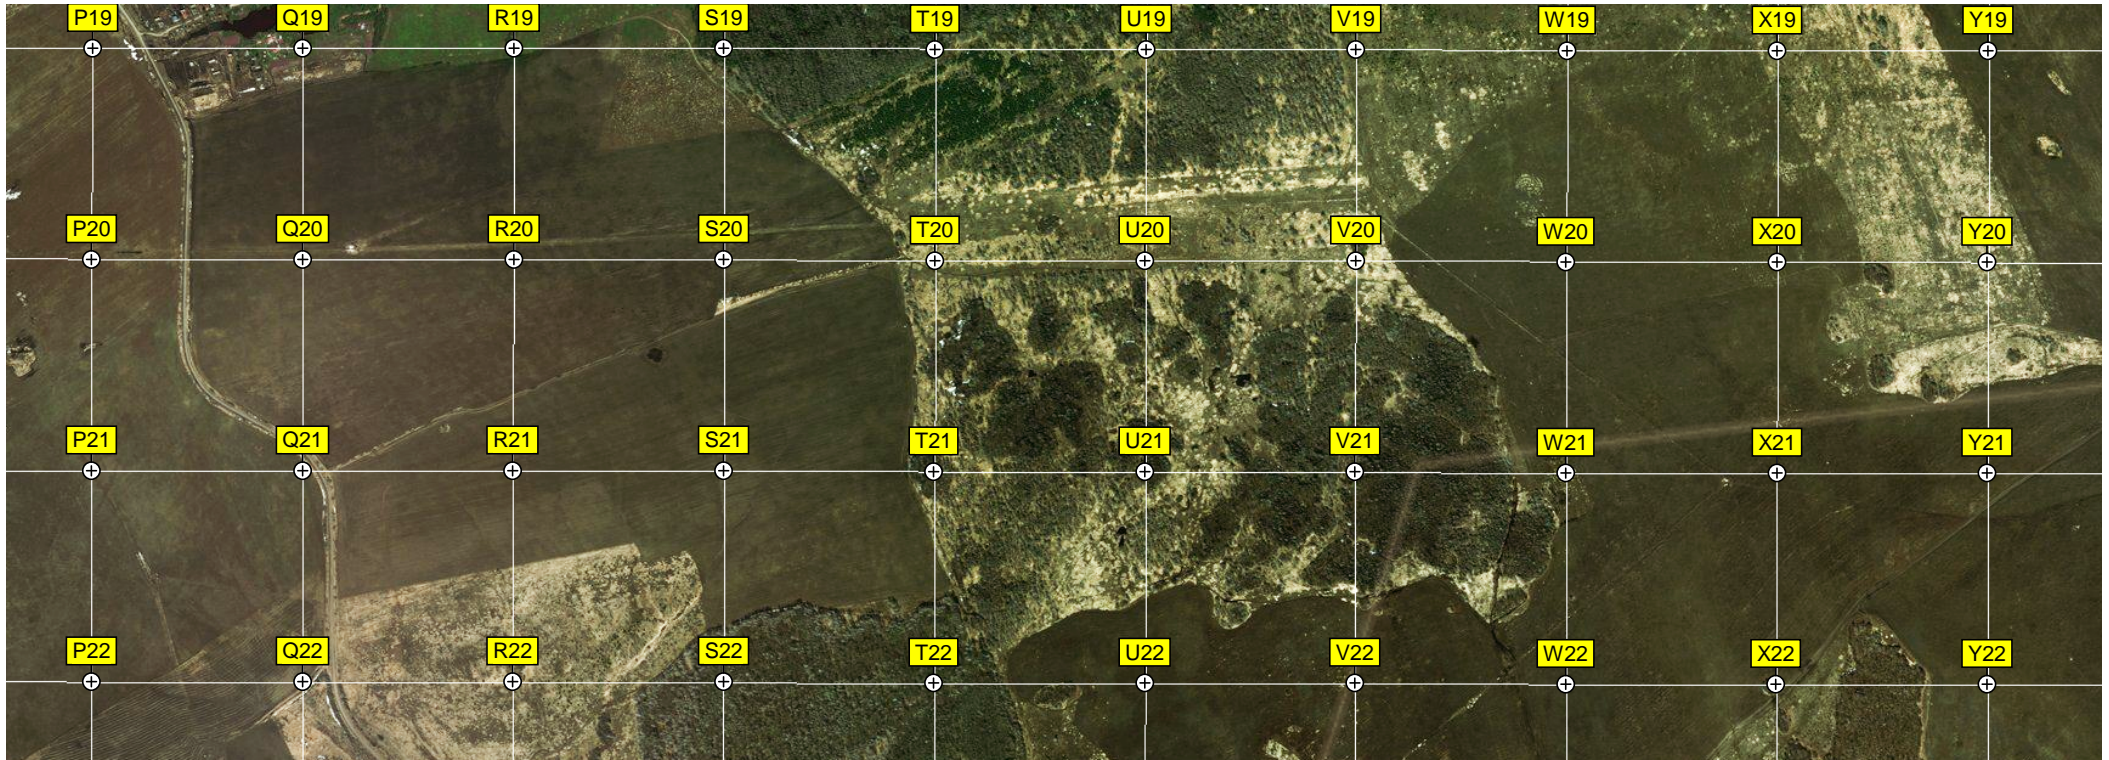 P19 Q19 R19 S19 T19 U19 V19 W19 X19 Y19
P20 Q20 R20 S20 T20 U20 V20 W20 X20 Y20
P21 Q21 R21 S21 T21 U21 V21 W21 X21 Y21
P22 Q22 R22 S22 T22 U22 V22 W22 X22 Y22